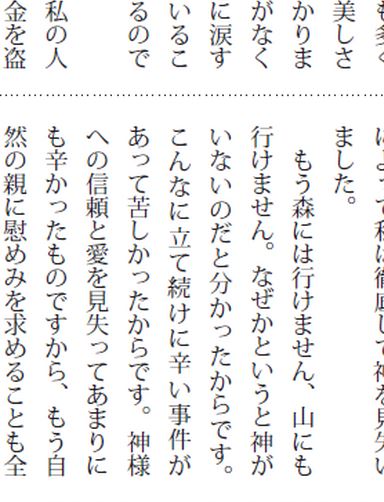 も多く
美しさ
かりま
がなく
に涙す
いるこ
るので
私の人
金を盗
によって私は徹底して神を見失い
ました。
もう森には行けません、山にも
行けません。なぜかというと神が
いないのだと分かったからです。
こんなに立て続けに辛い事件が
あって苦しかったからです。神様
への信頼と愛を見失ってあまりに
も辛かったものですから、もう自
然の親に慰めみを求めることも全